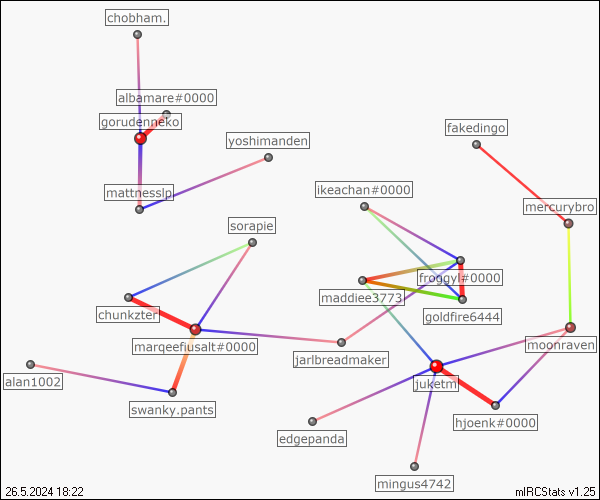 chobham.
albamare#0000
gorudenneko
fakedingo
yoshimanden
ikeachan#0000
mattnesslp
mercurybro
sorapie
froggyl#0000
maddiee3773
chunkzter
goldfire6444
marqeefiusalt#0000
moonraven
jarlbreadmaker
alan1002
juketm
swanky.pants
hjoenk#0000
edgepanda
mingus4742
26.5.2024 18:22
mIRCStats v1.25